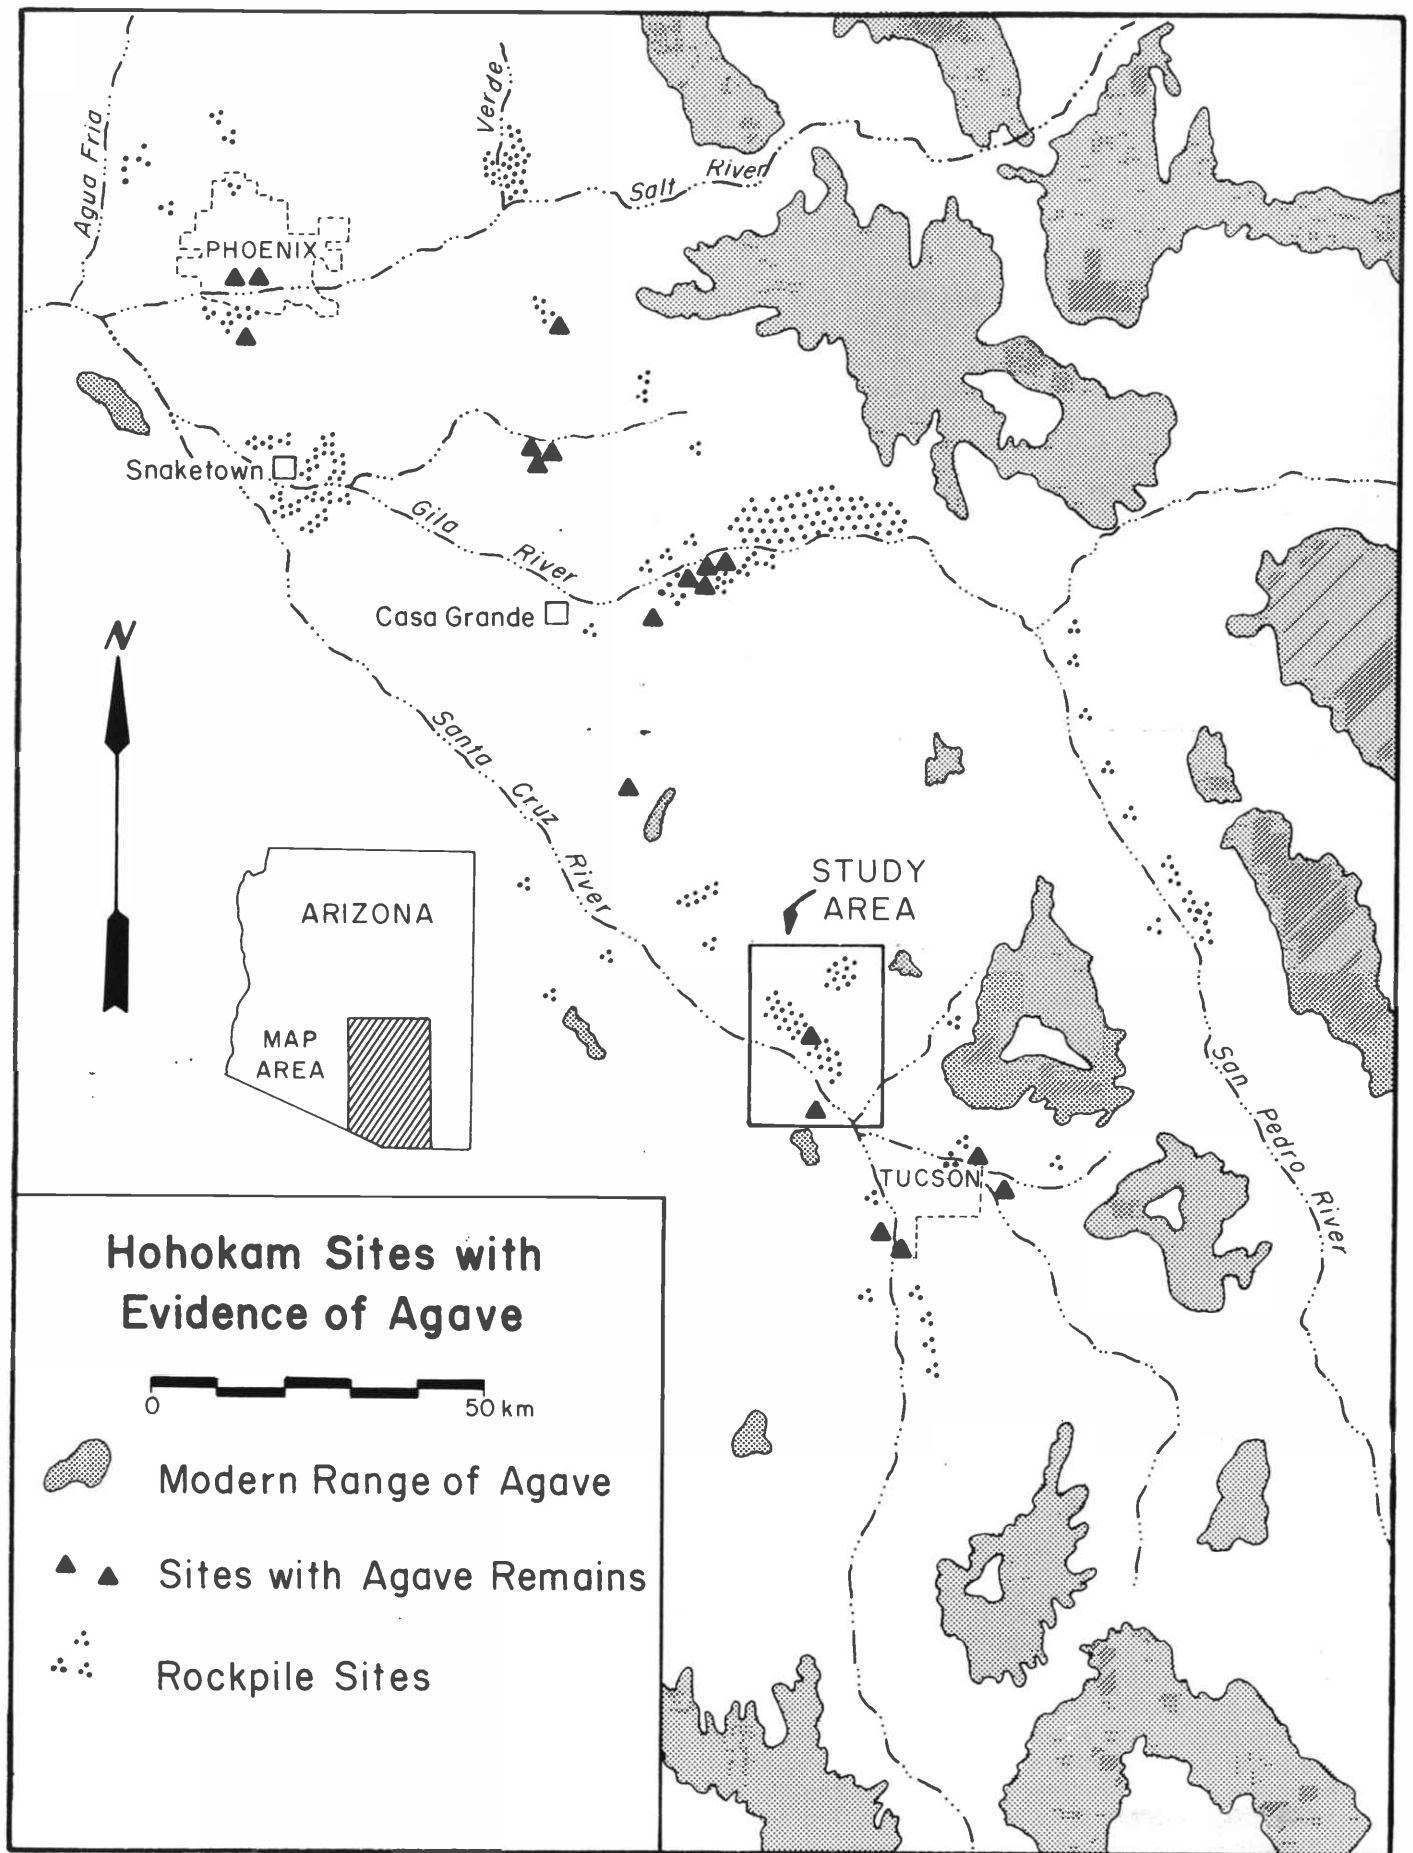 Agua Fria
Verde
Salt River
PHOENIX
Snaketown
Gila River
Casa Grande
N
Santa Cruz River
STUDY
AREA
ARIZONA
MAP
AREA
San Pedro River
TUCSON
Hohokam Sites with
Evidence of Agave
0 50 km
Modern Range of Agave
Sites with Agave Remains
Rockpile Sites